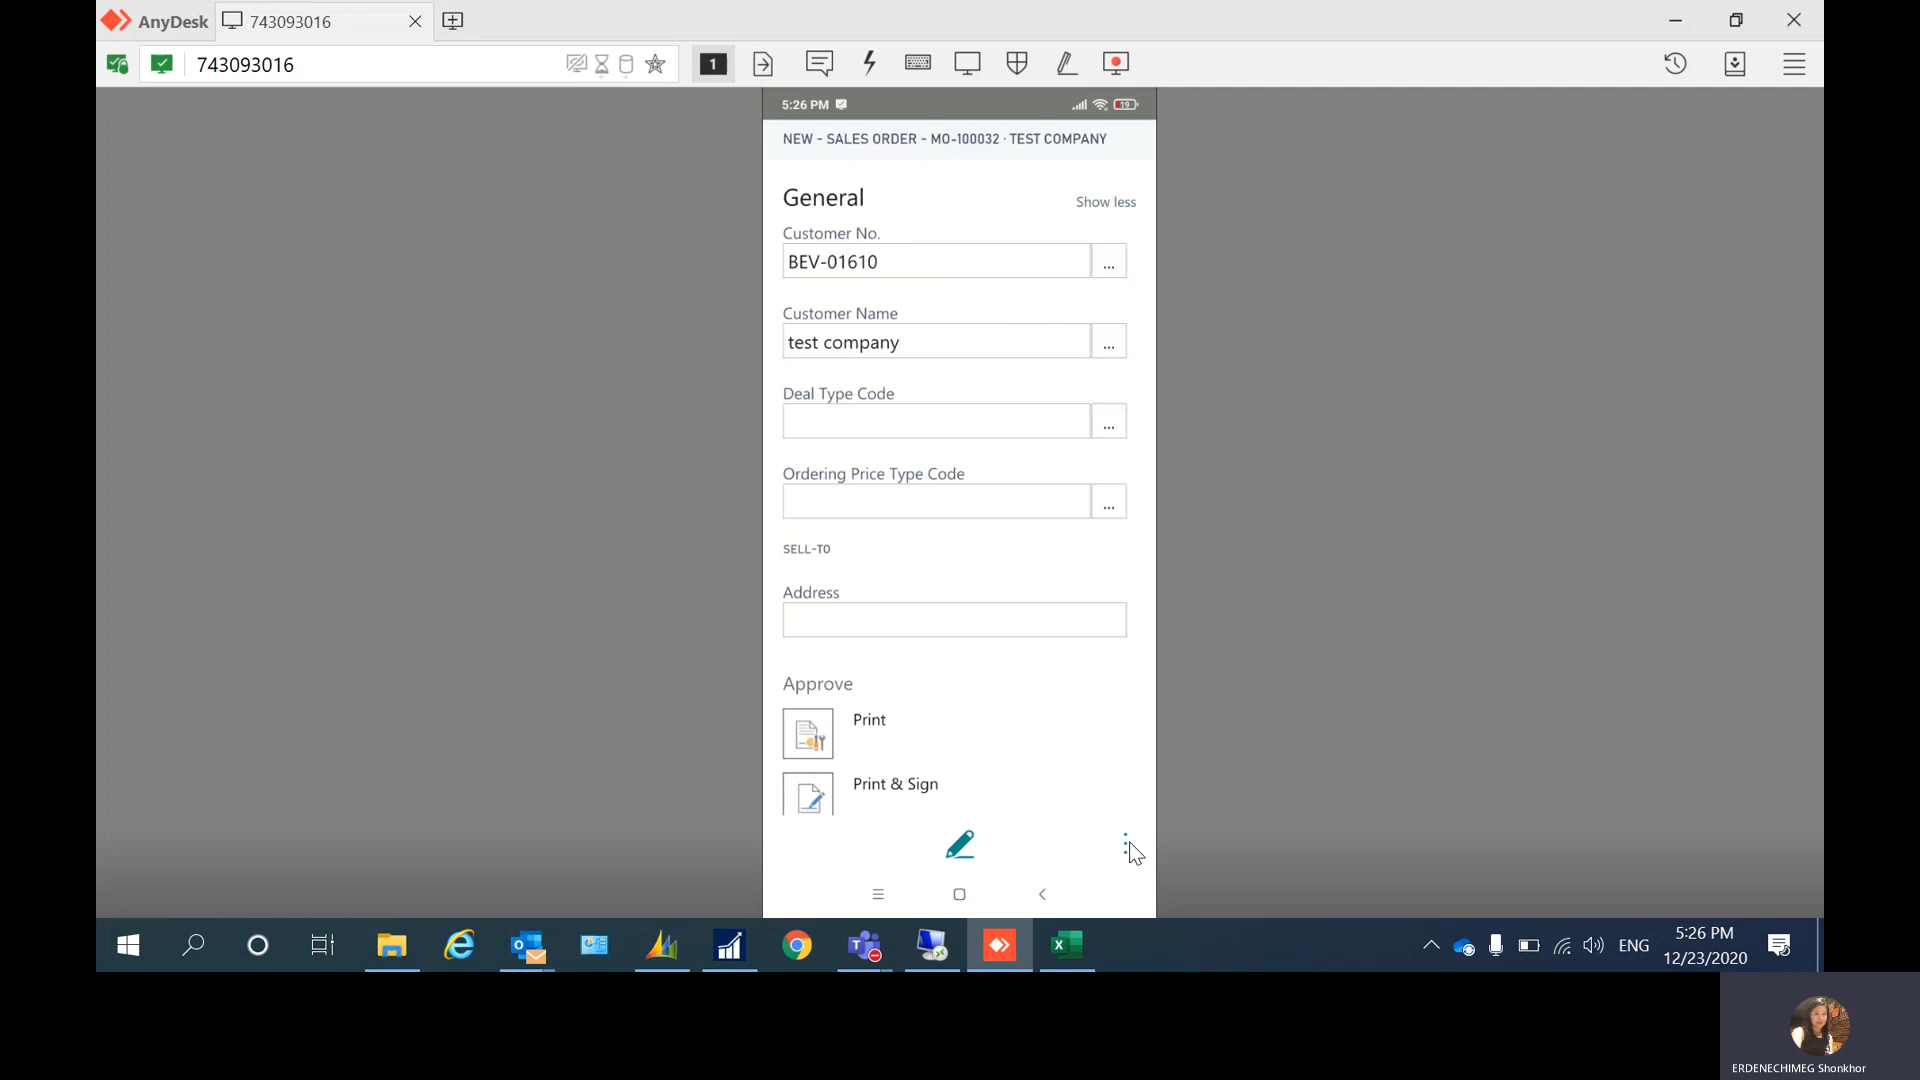 AnyDesk
743093016
743093016
1
5:26 PM
19
NEW - SALES ORDER - MO-100032 · TEST COMPANY
General
Show less
Customer No.
BEV-01610
...
Customer Name
test company
...
Deal Type Code
...
Ordering Price Type Code
...
SELL-TO
Address
Approve
Print
Print & Sign
ENG
5:26 PM
12/23/2020
ERDENECHIMEG Shonkhor